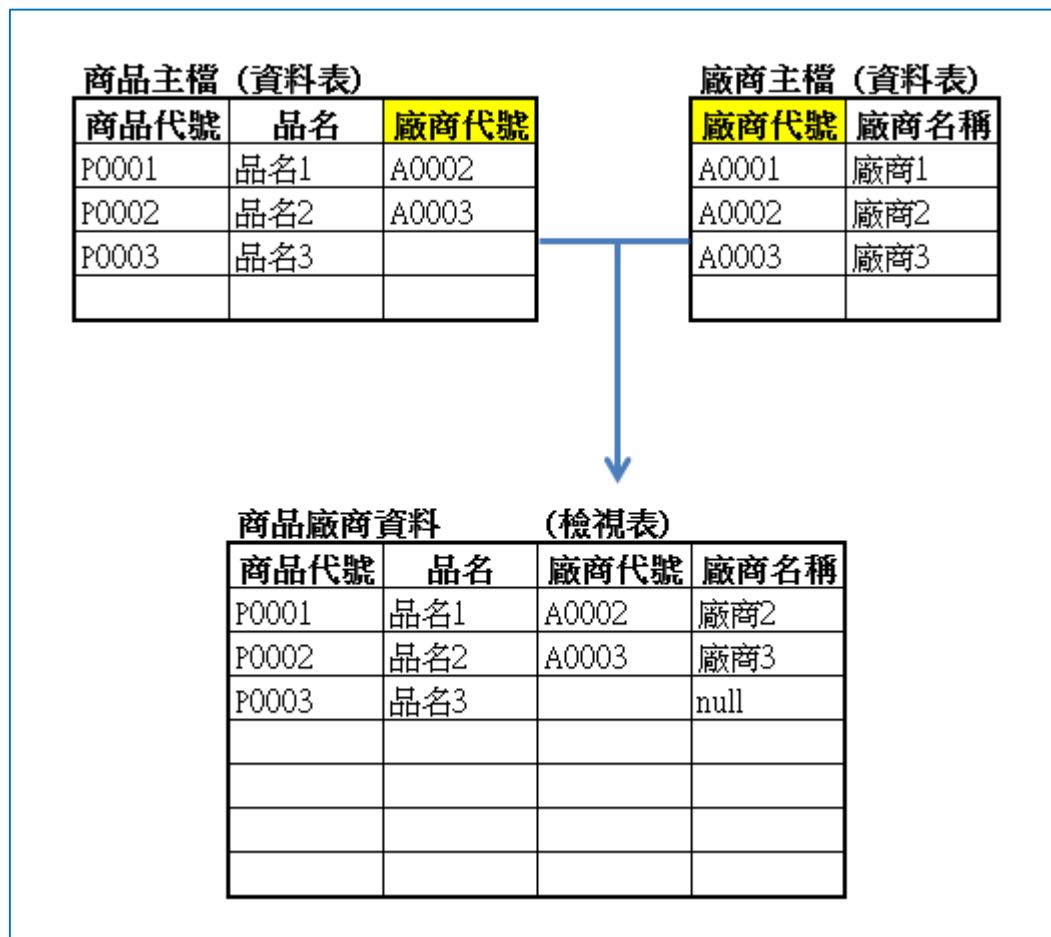 商品主檔 (資料表)
商品代號 品名 廠商代號
P0001 品名1 A0002
P0002 品名2 A0003
P0003 品名3
廠商主檔 (資料表)
廠商代號 廠商名稱
A0001 廠商1
A0002 廠商2
A0003 廠商3
商品廠商資料 (檢視表)
商品代號 品名 廠商代號 廠商名稱
P0001 品名1 A0002 廠商2
P0002 品名2 A0003 廠商3
P0003 品名3 null